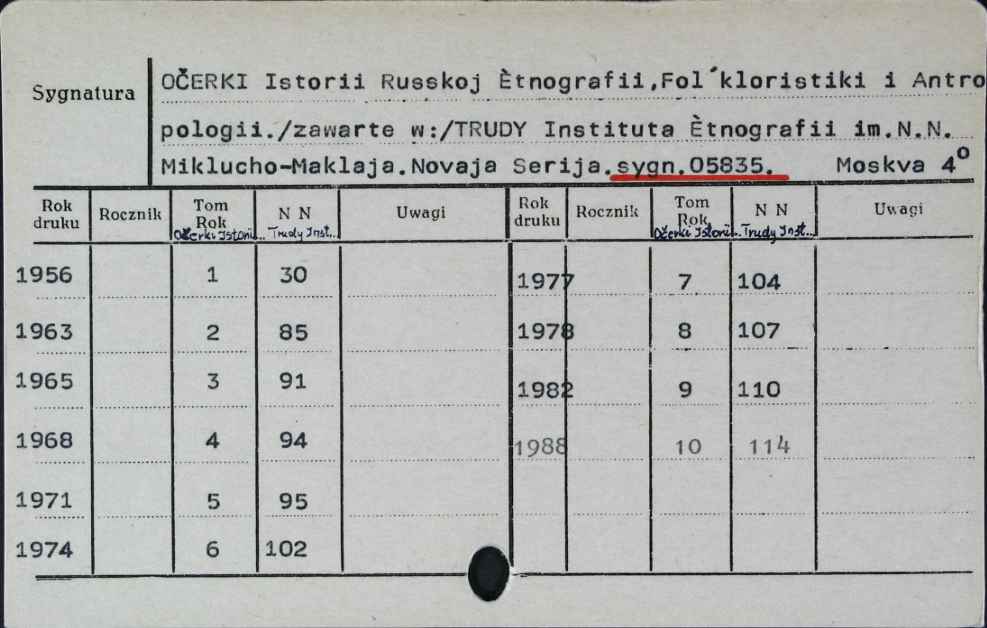 Sygnatura
OČERKI Istorii Russkoj Ètnografii,Fol´kloristiki i Antro
pologii./zawarte w:/TRUDY Instituta Ètnografii im.N.N.
Miklucho-Maklaja.Novaja Serija.sygn.05835. Moskva 4º
Rok druku Rocznik Tom Rok N N Uwagi Rok druku Rocznik Tom Rok N N Uwagi
Očerki Istorii.. Trudy Inst... Očerki Istorii.. Trudy Inst...
1956 1 30 1977 7 104
1963 2 85 1978 8 107
1965 3 91 1982 9 110
1968 4 94 1988 10 114
1971 5 95
1974 6 102